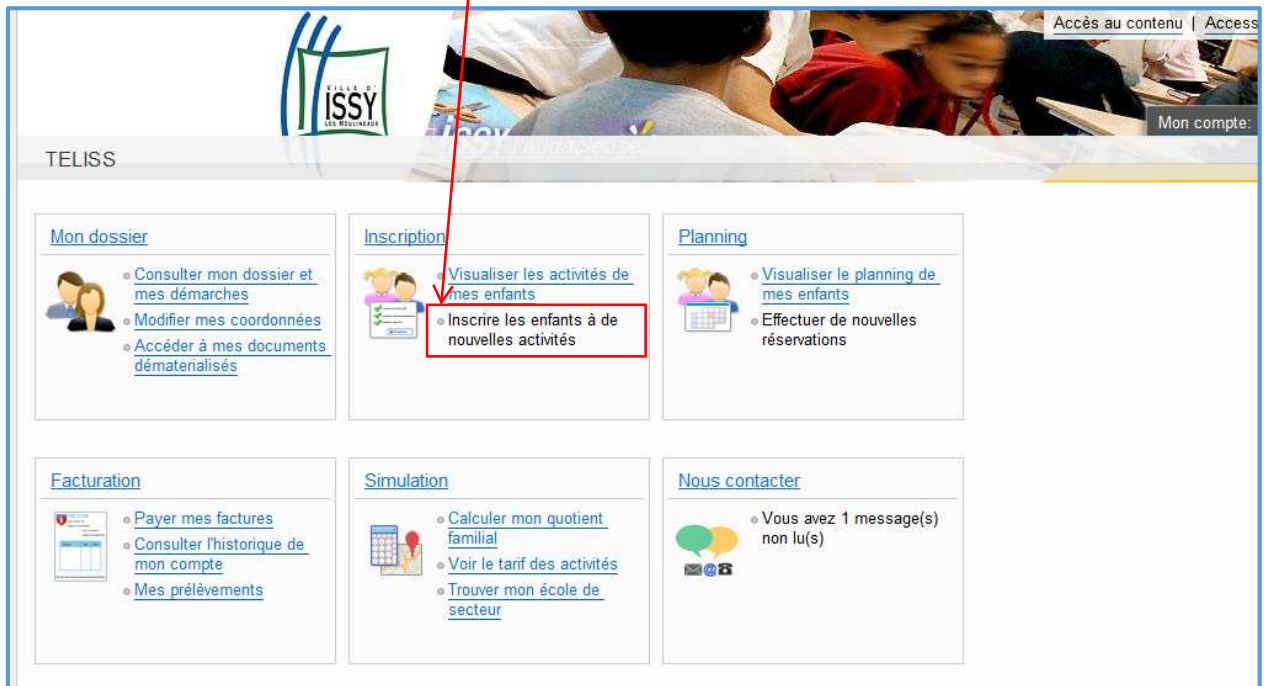 Accès au contenu | Access
VILLE D'
ISSY
LES MOULINEAUX
Issy l'audacieuse
Mon compte:
TELISS
Mon dossier
Consulter mon dossier et
mes démarches
Modifier mes coordonnées
Accéder à mes documents
dématerialisés
Inscription
Visualiser les activités de
mes enfants
Inscrire les enfants à de
nouvelles activités
Planning
Visualiser le planning de
mes enfants
Effectuer de nouvelles
réservations
Facturation
Payer mes factures
Consulter l'historique de
mon compte
Mes prélèvements
Simulation
Calculer mon quotient
familial
Voir le tarif des activités
Trouver mon école de
secteur
Nous contacter
Vous avez 1 message(s)
non lu(s)